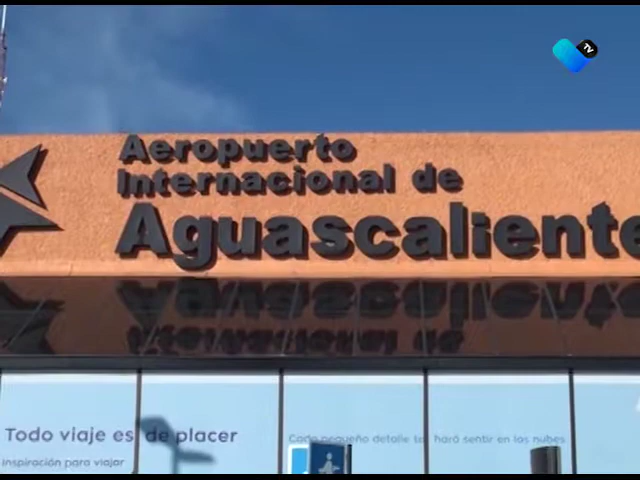 TV
Aeropuerto
Internacional de
Aguascaliente
Todo viaje es de placer
Inspiración para viajar
Cada pequeño detalle te hará sentir en las nubes